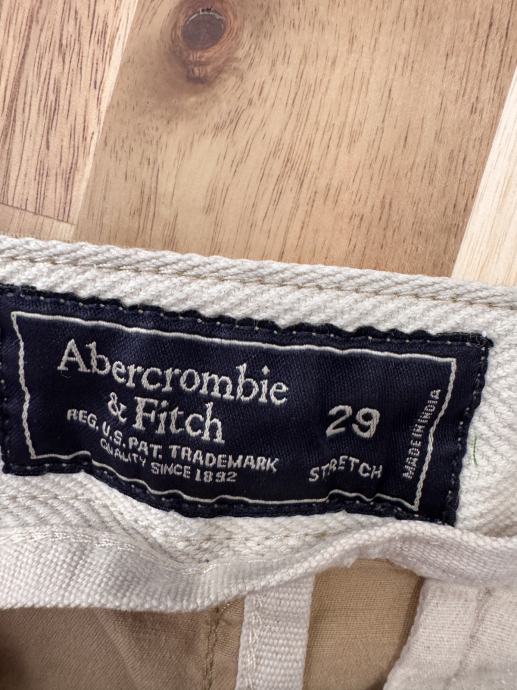 Abercrombie
& Fitch
REG. U.S. PAT. TRADEMARK
QUALITY SINCE 1892
29
STRETCH
MADE IN INDIA